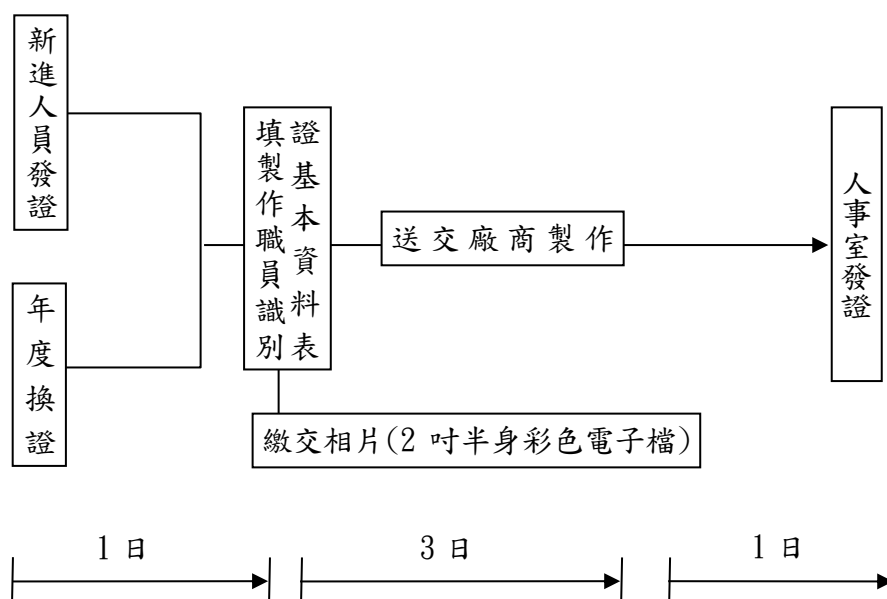 新進人員發證
年度換證
填製作職員識別
證基本資料表
送交廠商製作
人事室發證
繳交相片(2 吋半身彩色電子檔)
1 日
3 日
1 日